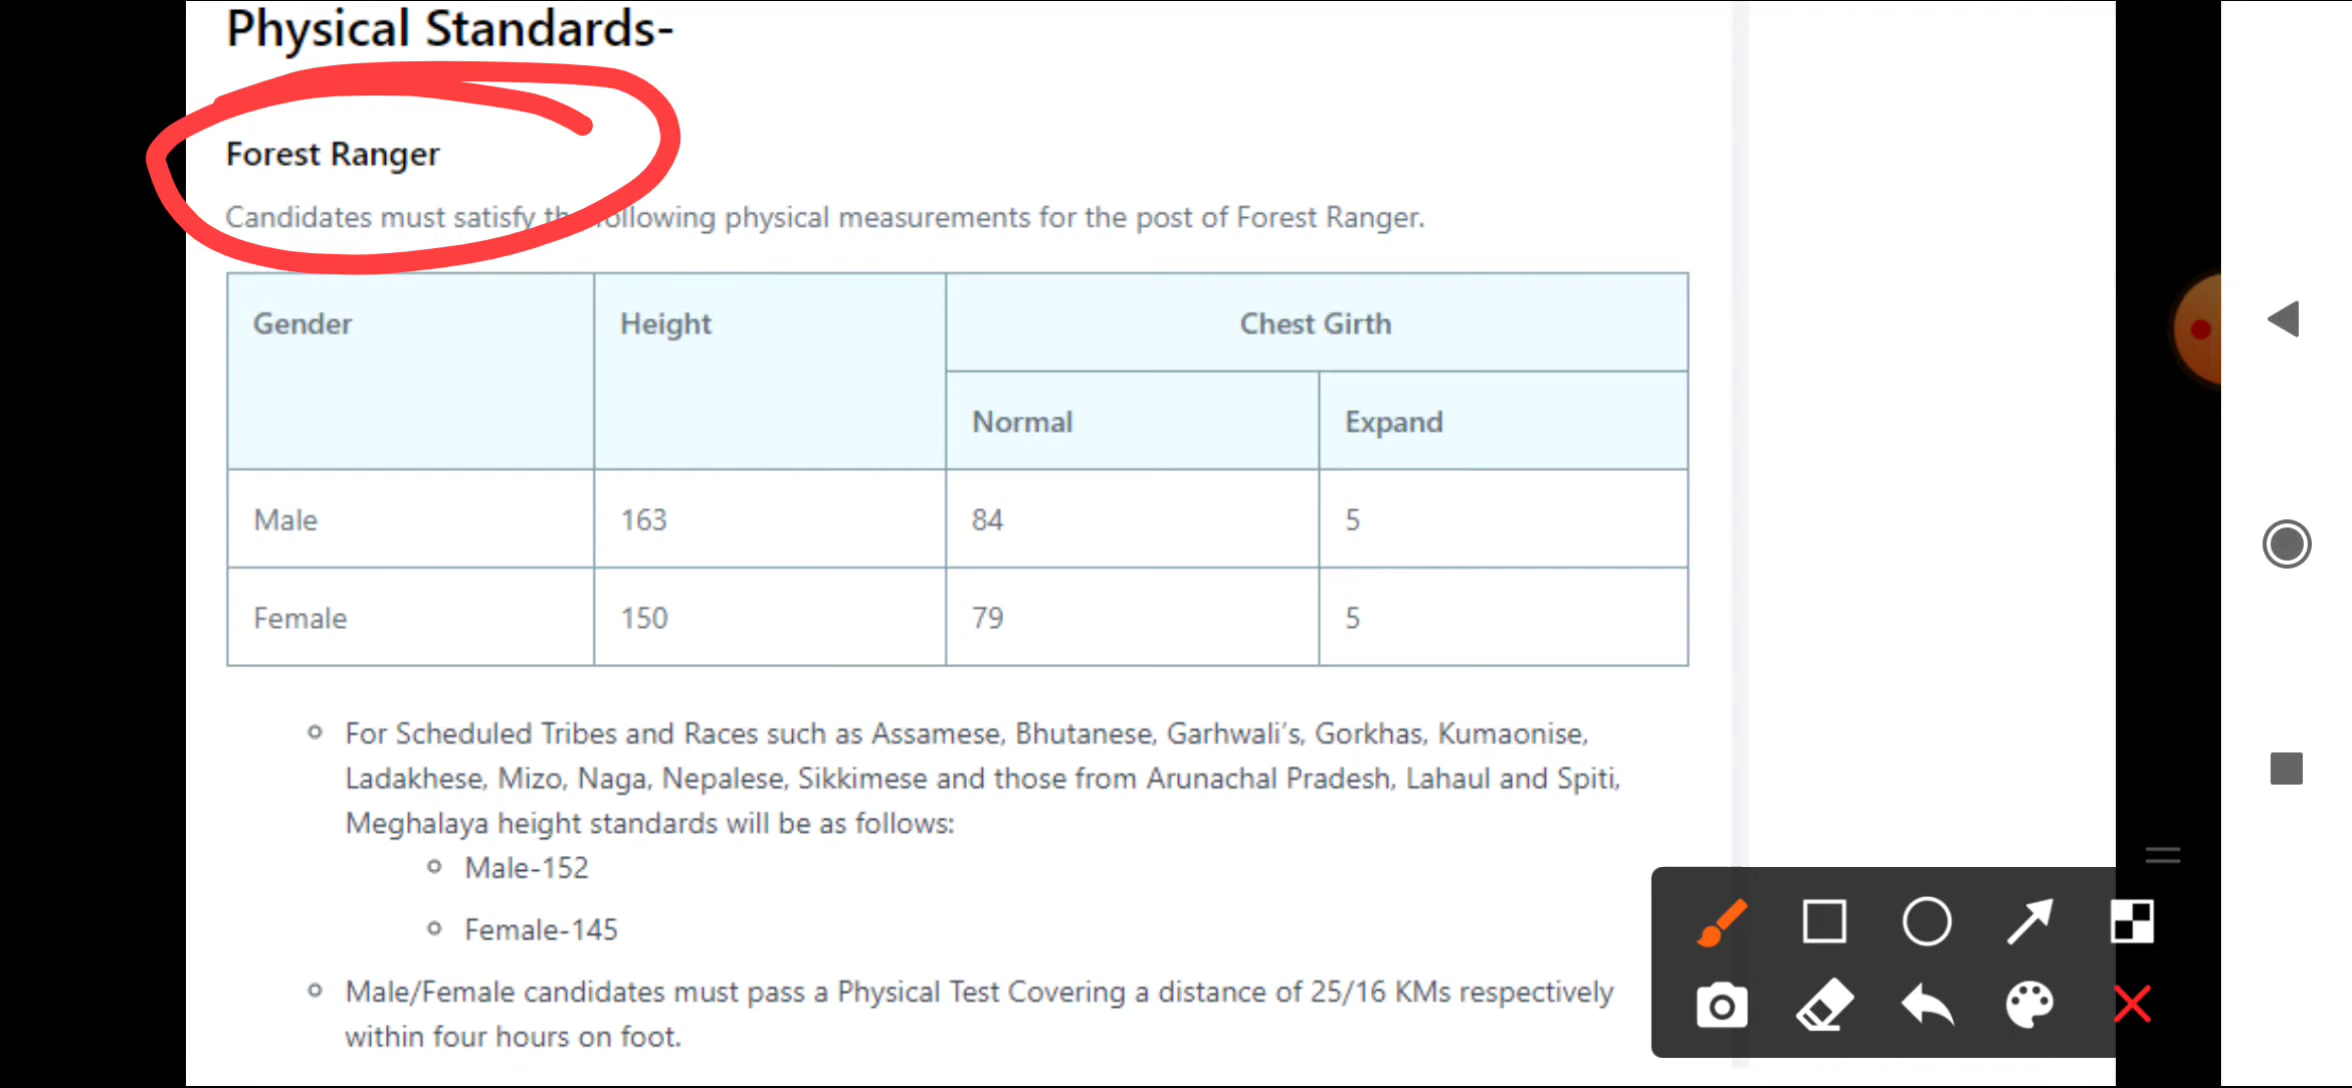 Physical Standards-
Forest Ranger
Candidates must satisfy the following physical measurements for the post of Forest Ranger.
Gender Height Chest Girth
Normal Expand
Male 163 84 5
Female 150 79 5
For Scheduled Tribes and Races such as Assamese, Bhutanese, Garhwali’s, Gorkhas, Kumaonise,
Ladakhese, Mizo, Naga, Nepalese, Sikkimese and those from Arunachal Pradesh, Lahaul and Spiti,
Meghalaya height standards will be as follows:
Male-152
Female-145
Male/Female candidates must pass a Physical Test Covering a distance of 25/16 KMs respectively
within four hours on foot.